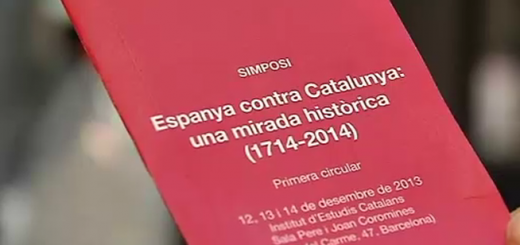 SIMPOSI
Espanya contra Catalunya:
una mirada històrica
(1714-2014)
Primera circular
12, 13 i 14 de desembre de 2013
Institut d'Estudis Catalans
Sala Pere i Joan Coromines
del Carme, 47, Barcelona)